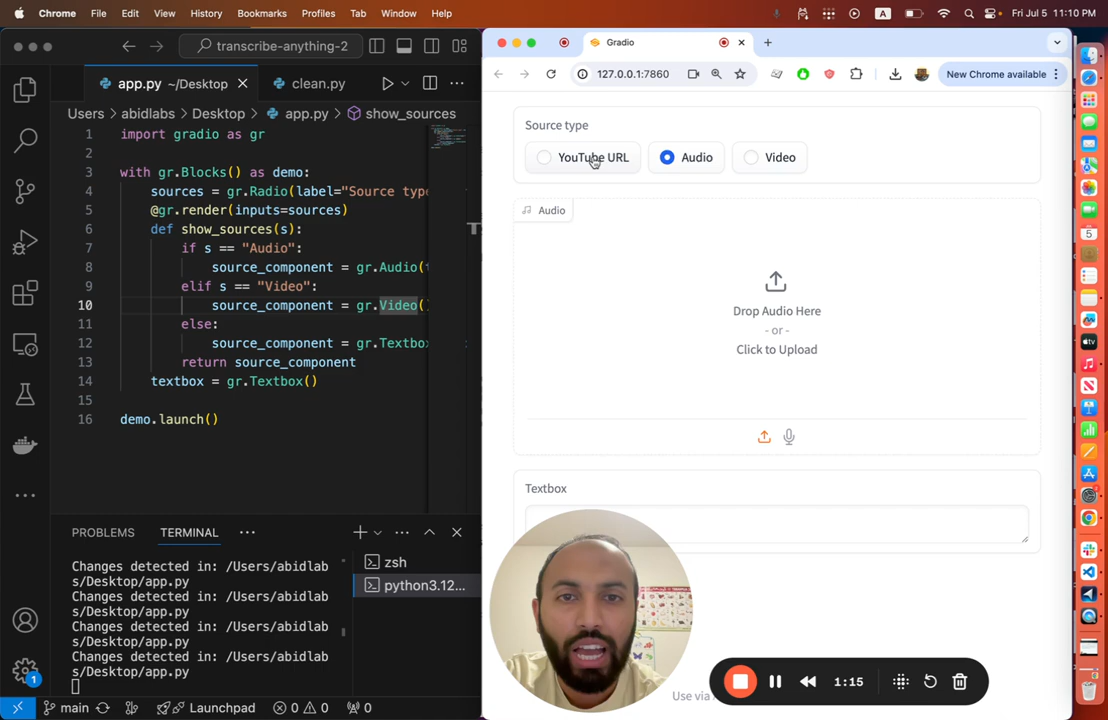 Chrome File Edit View History Bookmarks Profiles Tab Window Help A Fri Jul 5 11:10 PM
transcribe-anything-2
app.py ~/Desktop clean.py
Users > abidlabs > Desktop > app.py > show_sources
1 import gradio as gr
2
3 with gr.Blocks() as demo:
4 sources = gr.Radio(label="Source type
5 @gr.render(inputs=sources)
6 def show_sources(s):
7 if s == "Audio":
8 source_component = gr.Audio(
9 elif s == "Video":
10 source_component = gr.Video()
11 else:
12 source_component = gr.Textbox
13 return source_component
14 textbox = gr.Textbox()
15
16 demo.launch()
PROBLEMS TERMINAL
Changes detected in: /Users/abidlab
s/Desktop/app.py
Changes detected in: /Users/abidlab
s/Desktop/app.py
Changes detected in: /Users/abidlab
s/Desktop/app.py
Changes detected in: /Users/abidlab
s/Desktop/app.py
zsh
python3.12...
1
main Launchpad 0 0 0
Gradio
127.0.0.1:7860 New Chrome available
Source type
YouTube URL Audio Video
Audio
Drop Audio Here
- or -
Click to Upload
Textbox
Use via
1:15
5